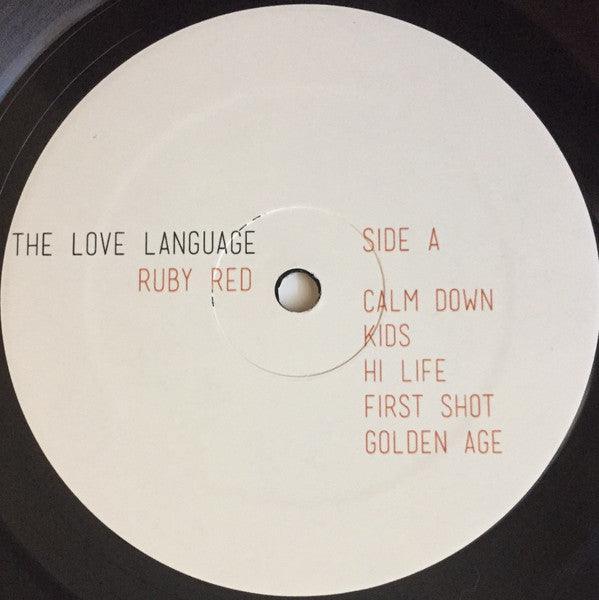 THE LOVE LANGUAGE
RUBY RED
SIDE A
CALM DOWN
KIDS
HI LIFE
FIRST SHOT
GOLDEN AGE